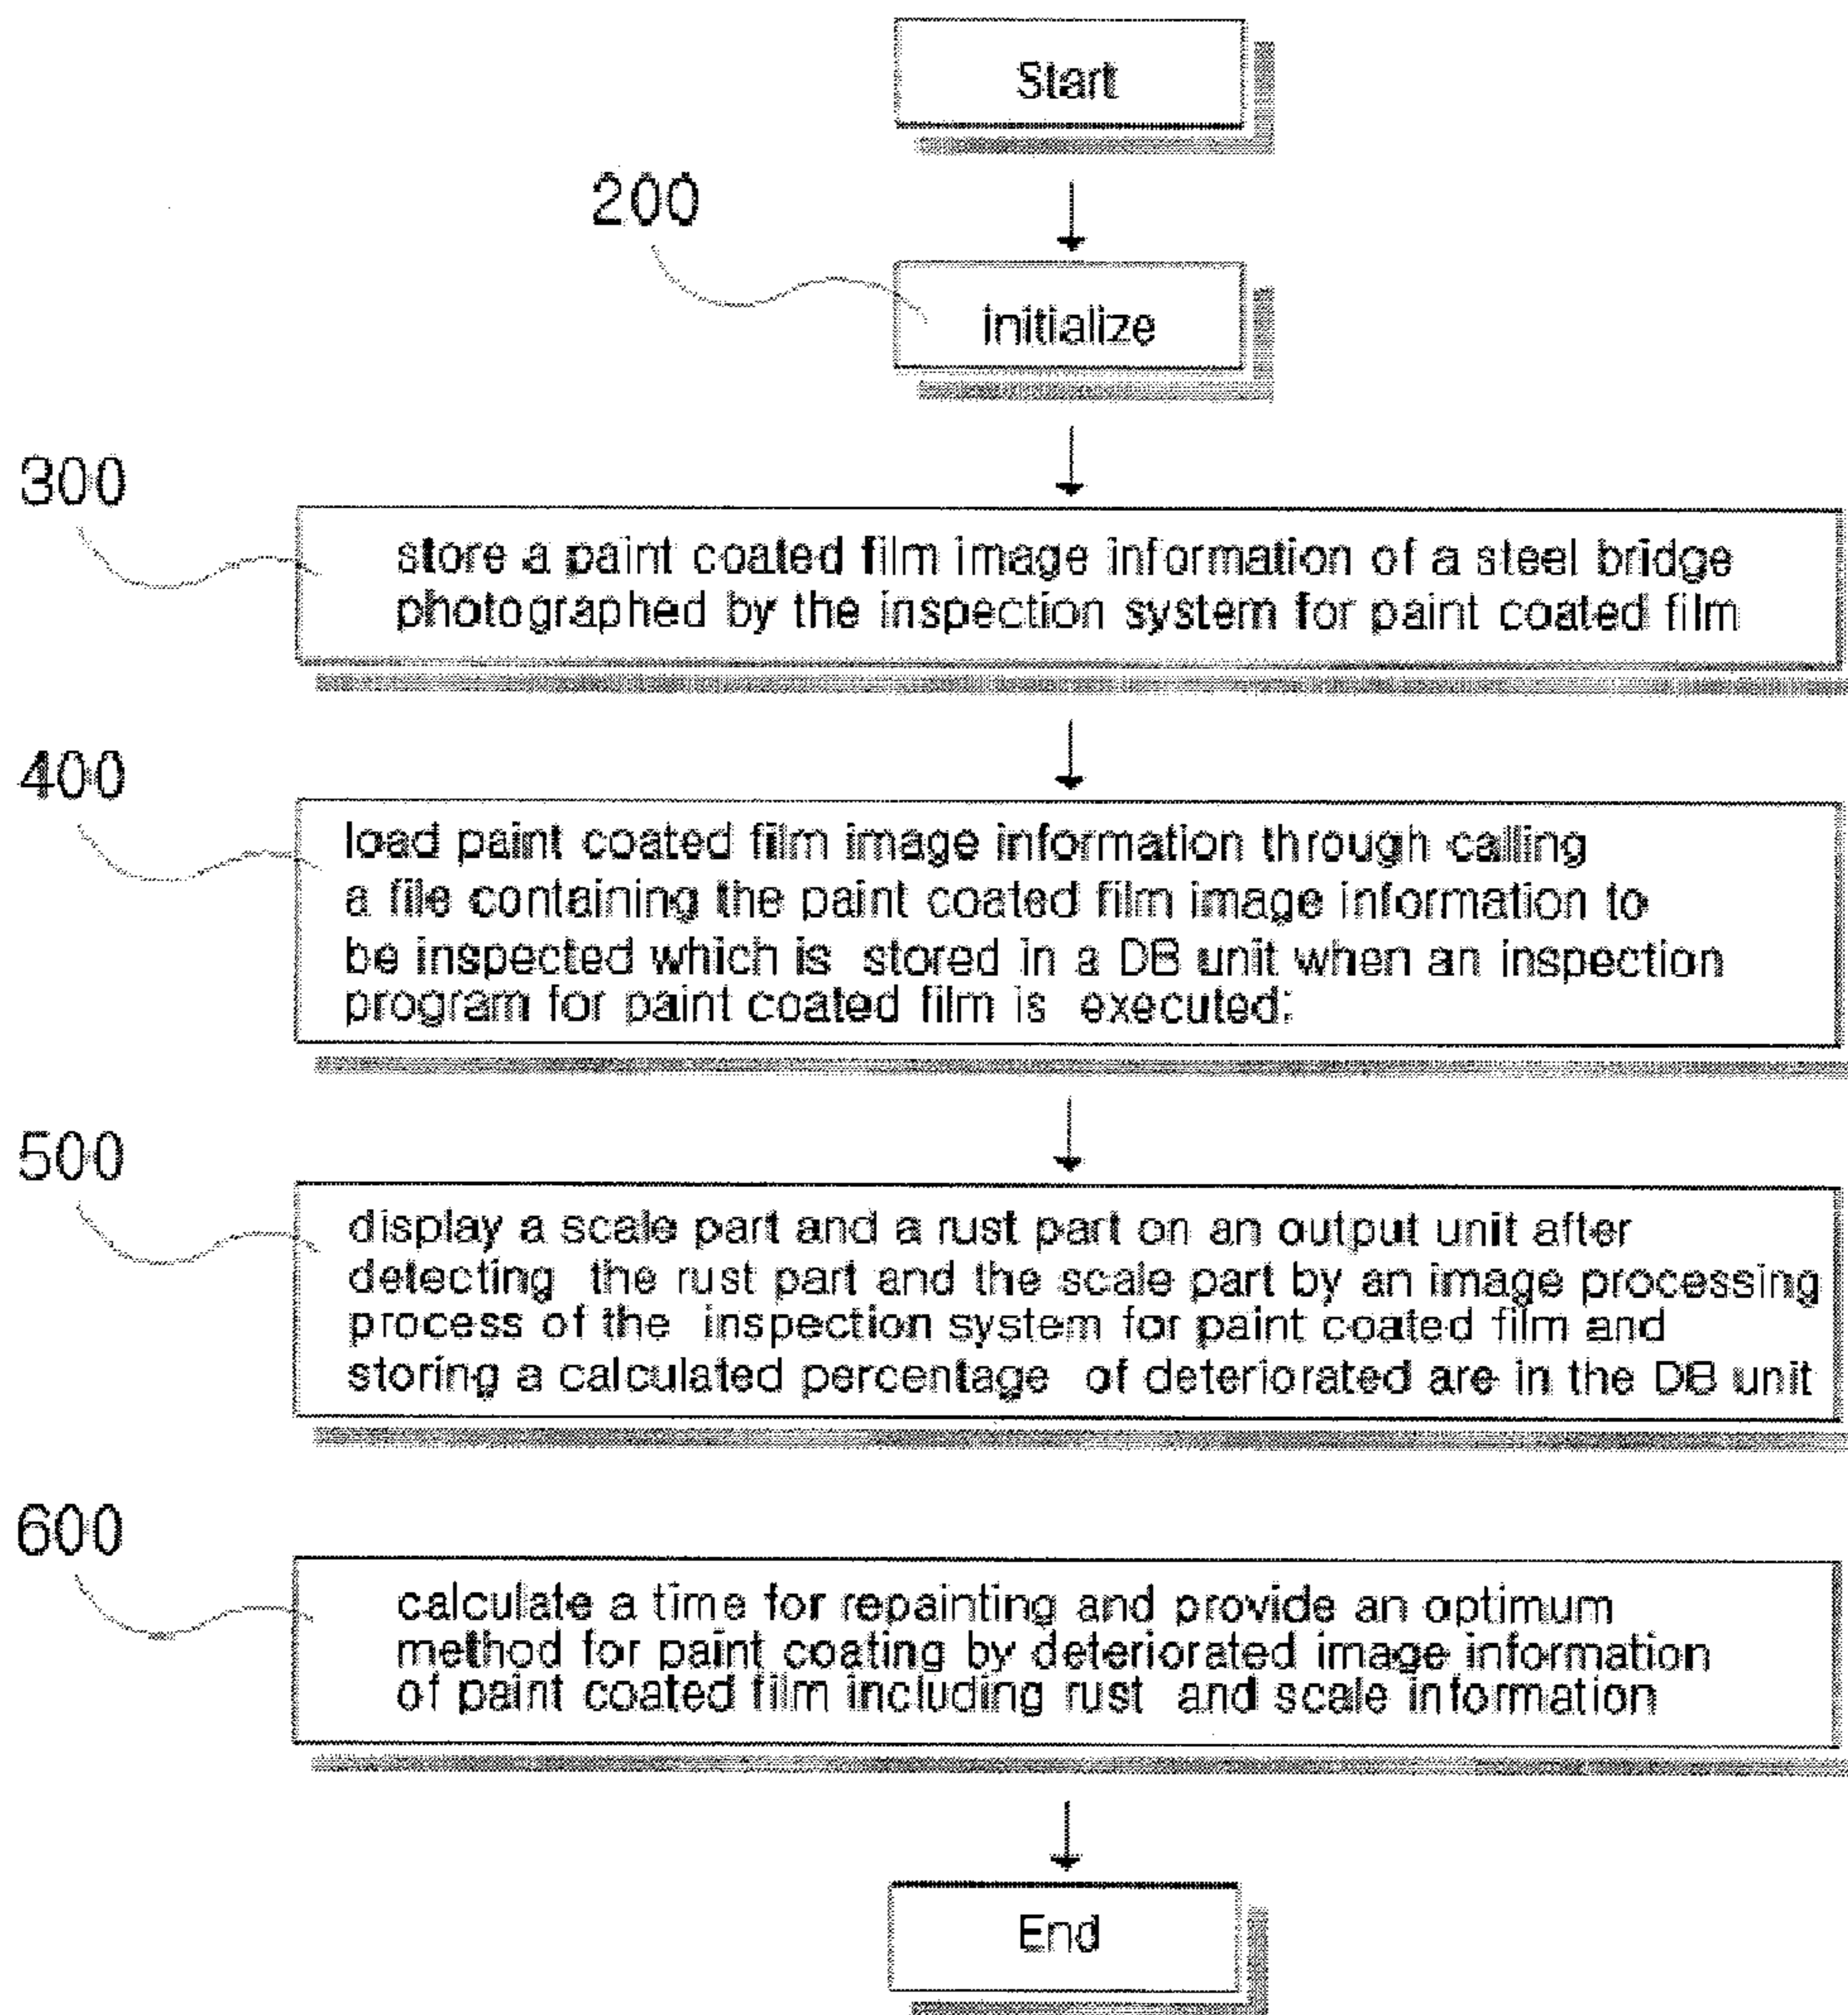 Start
200
initialize
300
store a paint coated film image information of a steel bridge
photographed by the inspection system for paint coated film
400
load paint coated film image information through calling
a file containing the paint coated film image information to
be inspected which is stored in a DB unit when an inspection
program for paint coated film is executed;
500
display a scale part and a rust part on an output unit after
detecting the rust part and the scale part by an image processing
process of the inspection system for paint coated film and
storing a calculated percentage of deteriorated are in the DB unit
600
calculate a time for repainting and provide an optimum
method for paint coating by deteriorated image information
of paint coated film including rust and scale information
End